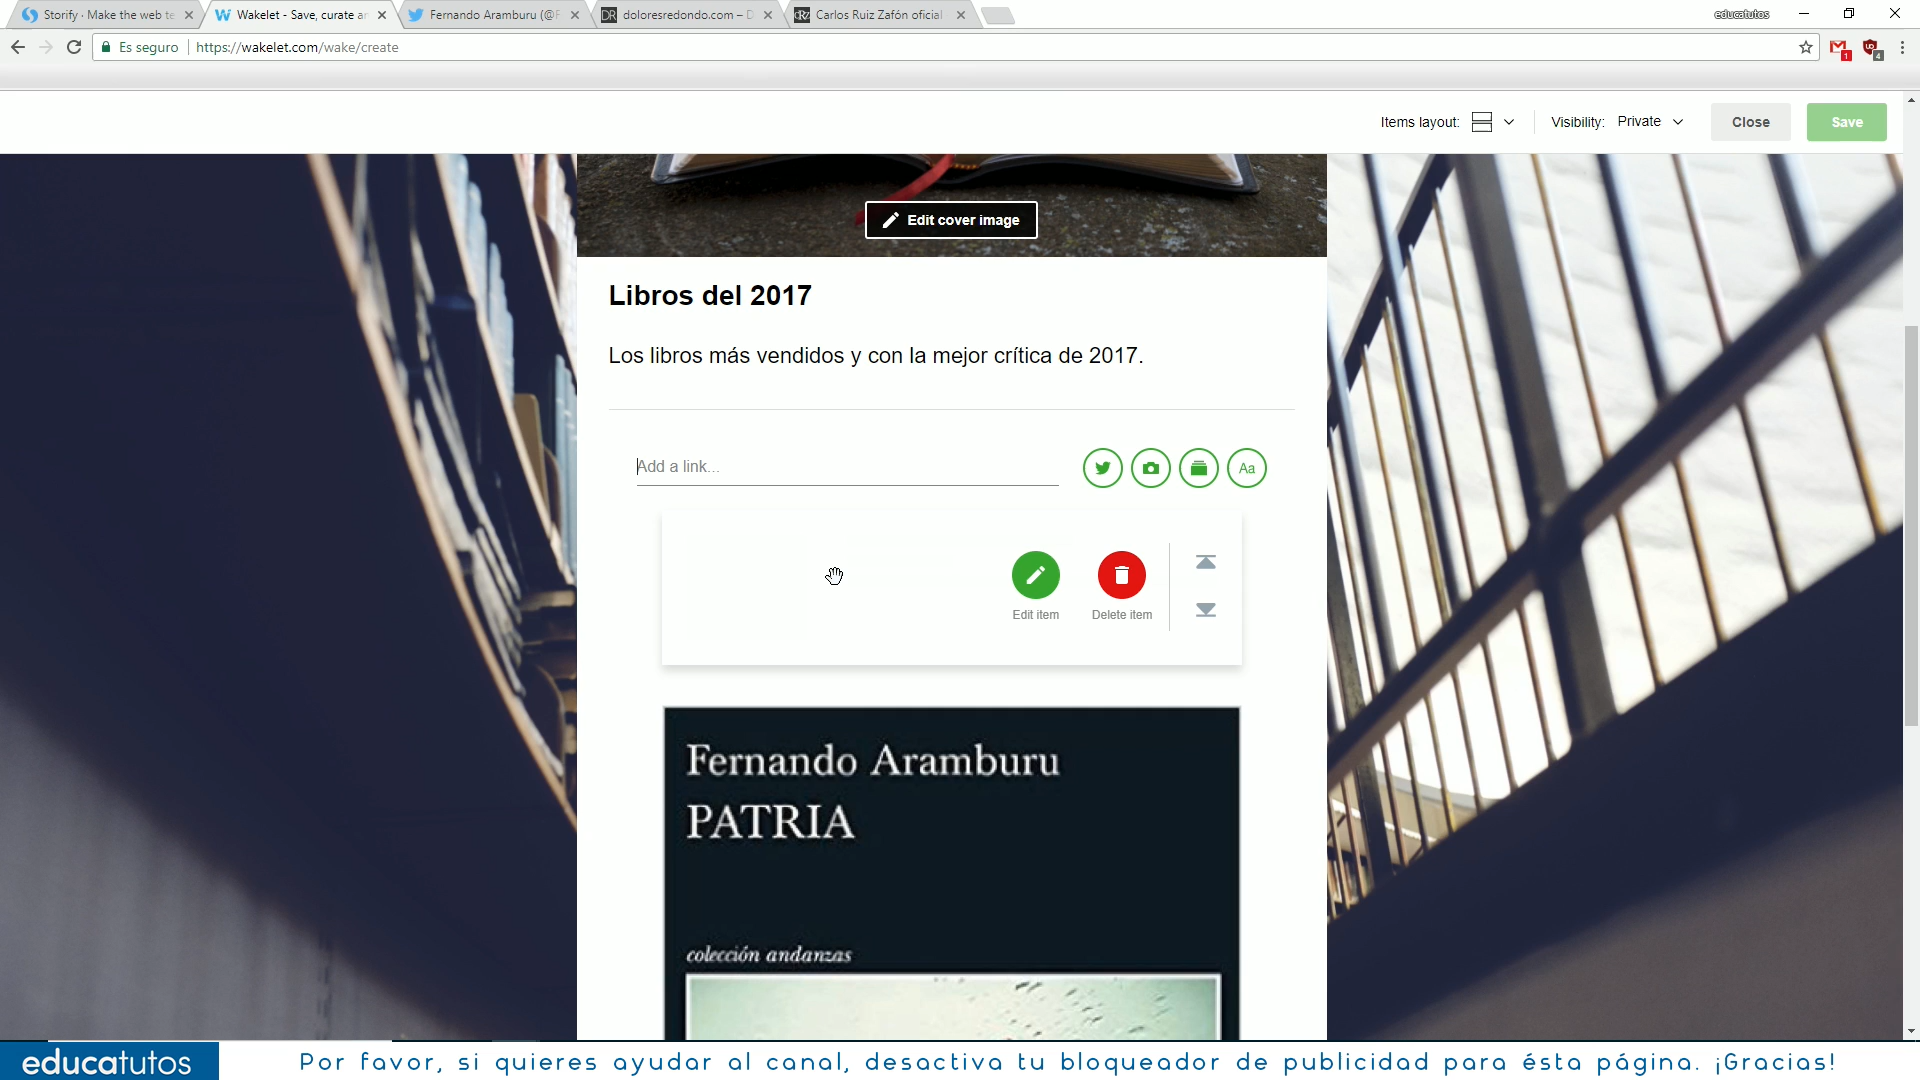 Storify · Make the web te
Wakelet - Save, curate an
Fernando Aramburu (@F
doloresredondo.com – D
Carlos Ruiz Zafón oficial
educatutos
Es seguro
https://wakelet.com/wake/create
Items layout:
Visibility: Private
Close
Save
Edit cover image
Libros del 2017
Los libros más vendidos y con la mejor crítica de 2017.
Add a link...
Aa
Edit item
Delete item
Fernando Aramburu
PATRIA
colección andanzas
educatutos
Por favor, si quieres ayudar al canal, desactiva tu bloqueador de publicidad para ésta página. ¡Gracias!